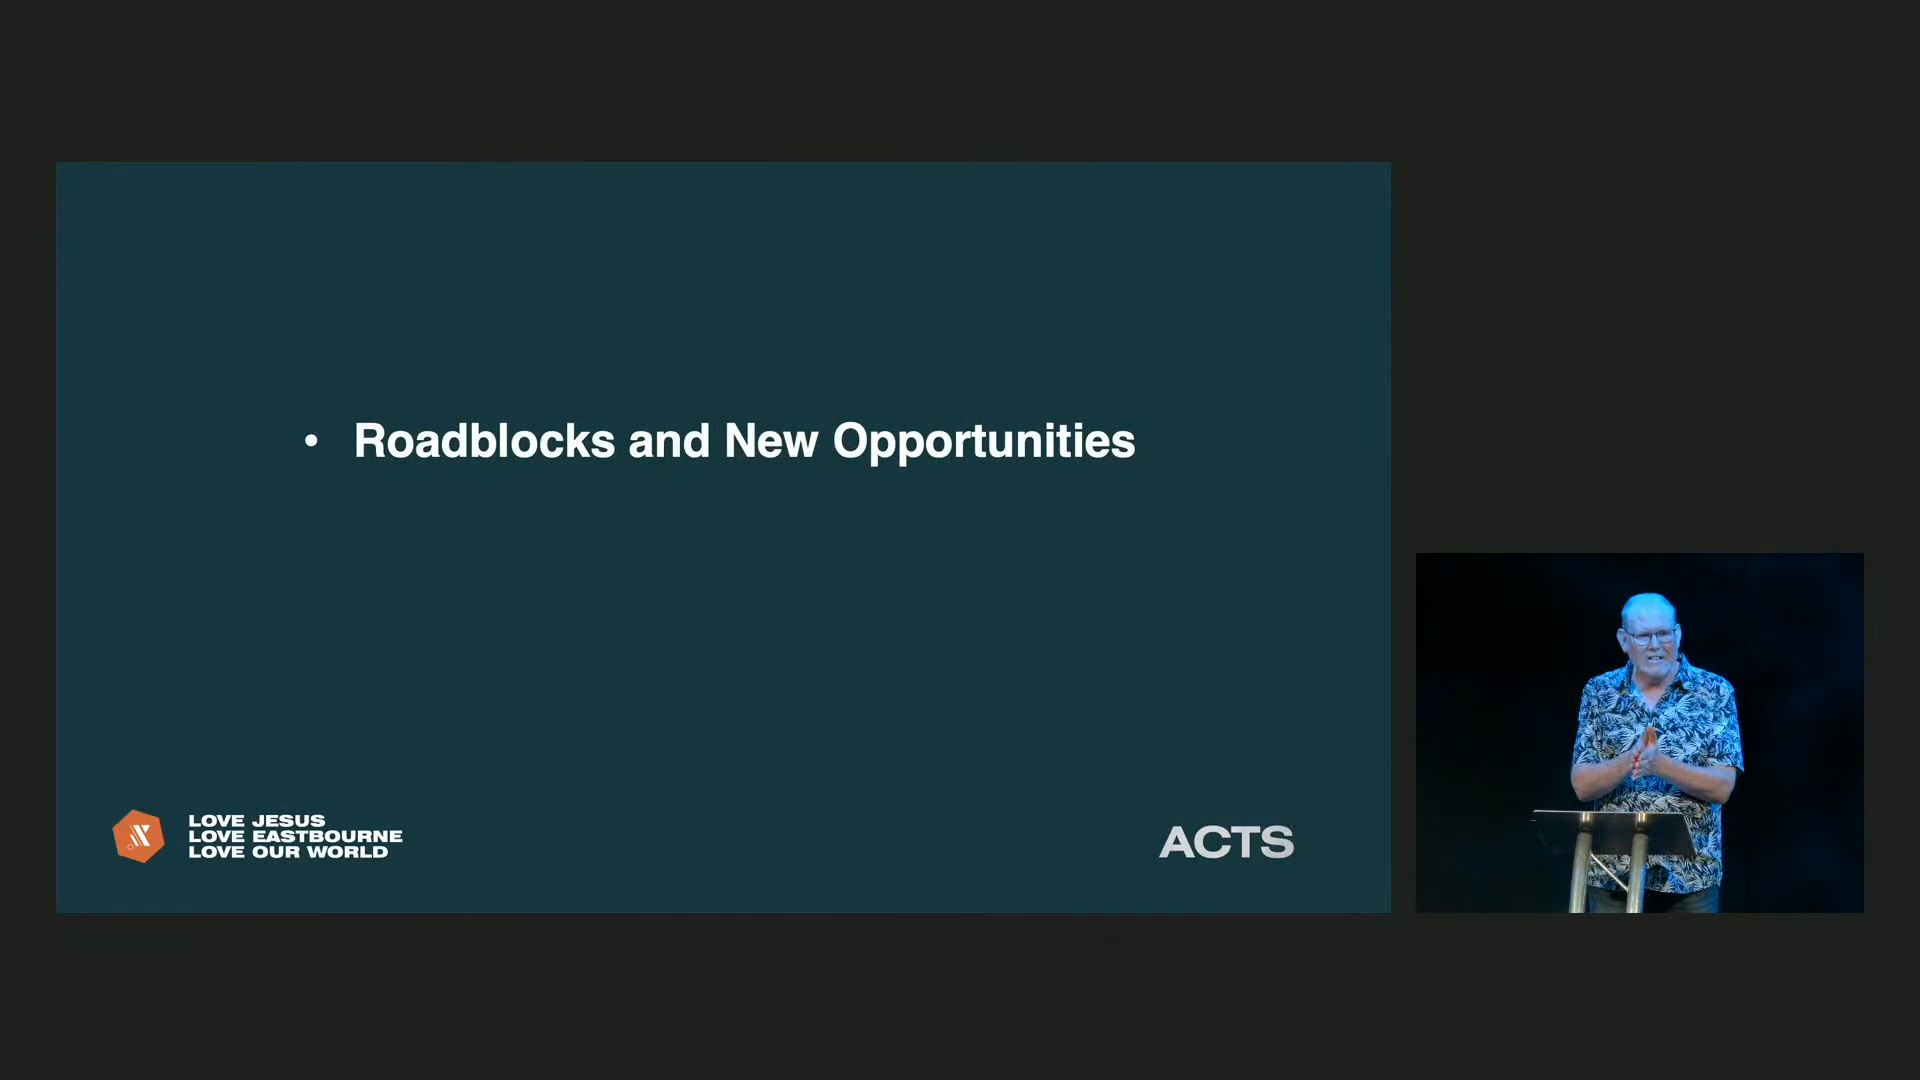 • Roadblocks and New Opportunities
LOVE JESUS
LOVE EASTBOURNE
LOVE OUR WORLD
ACTS